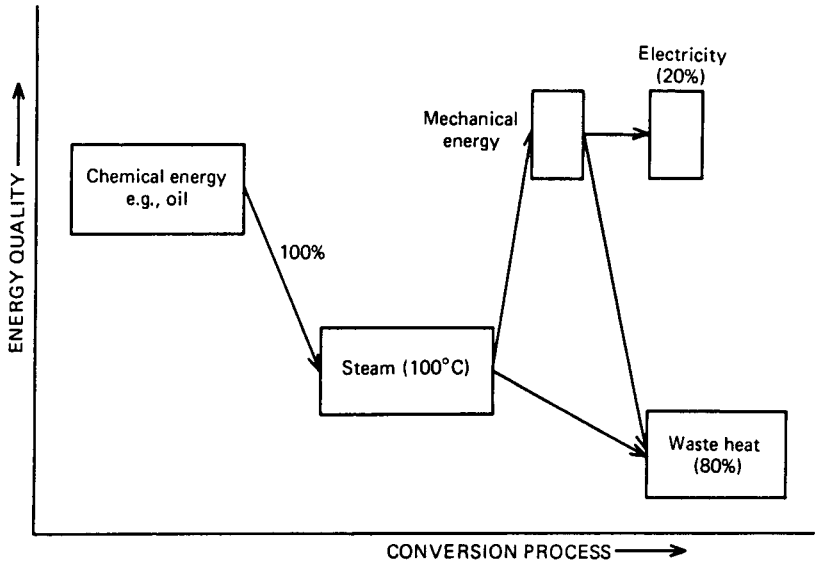 Electricity
(20%)
Mechanical
energy
Chemical energy
e.g., oil
100%
Steam (100°C)
Waste heat
(80%)
ENERGY QUALITY
CONVERSION PROCESS